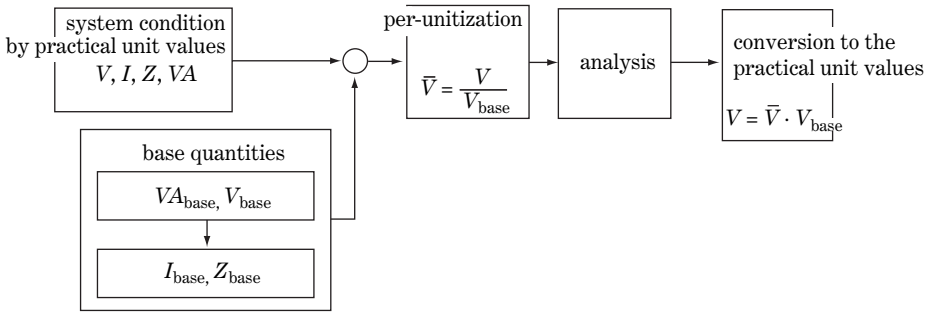 system condition
by practical unit values
V, I, Z, VA
per-unitization
V̄ = V / V_base
analysis
conversion to the
practical unit values
V = V̄ · V_base
base quantities
VA_base, V_base
I_base, Z_base